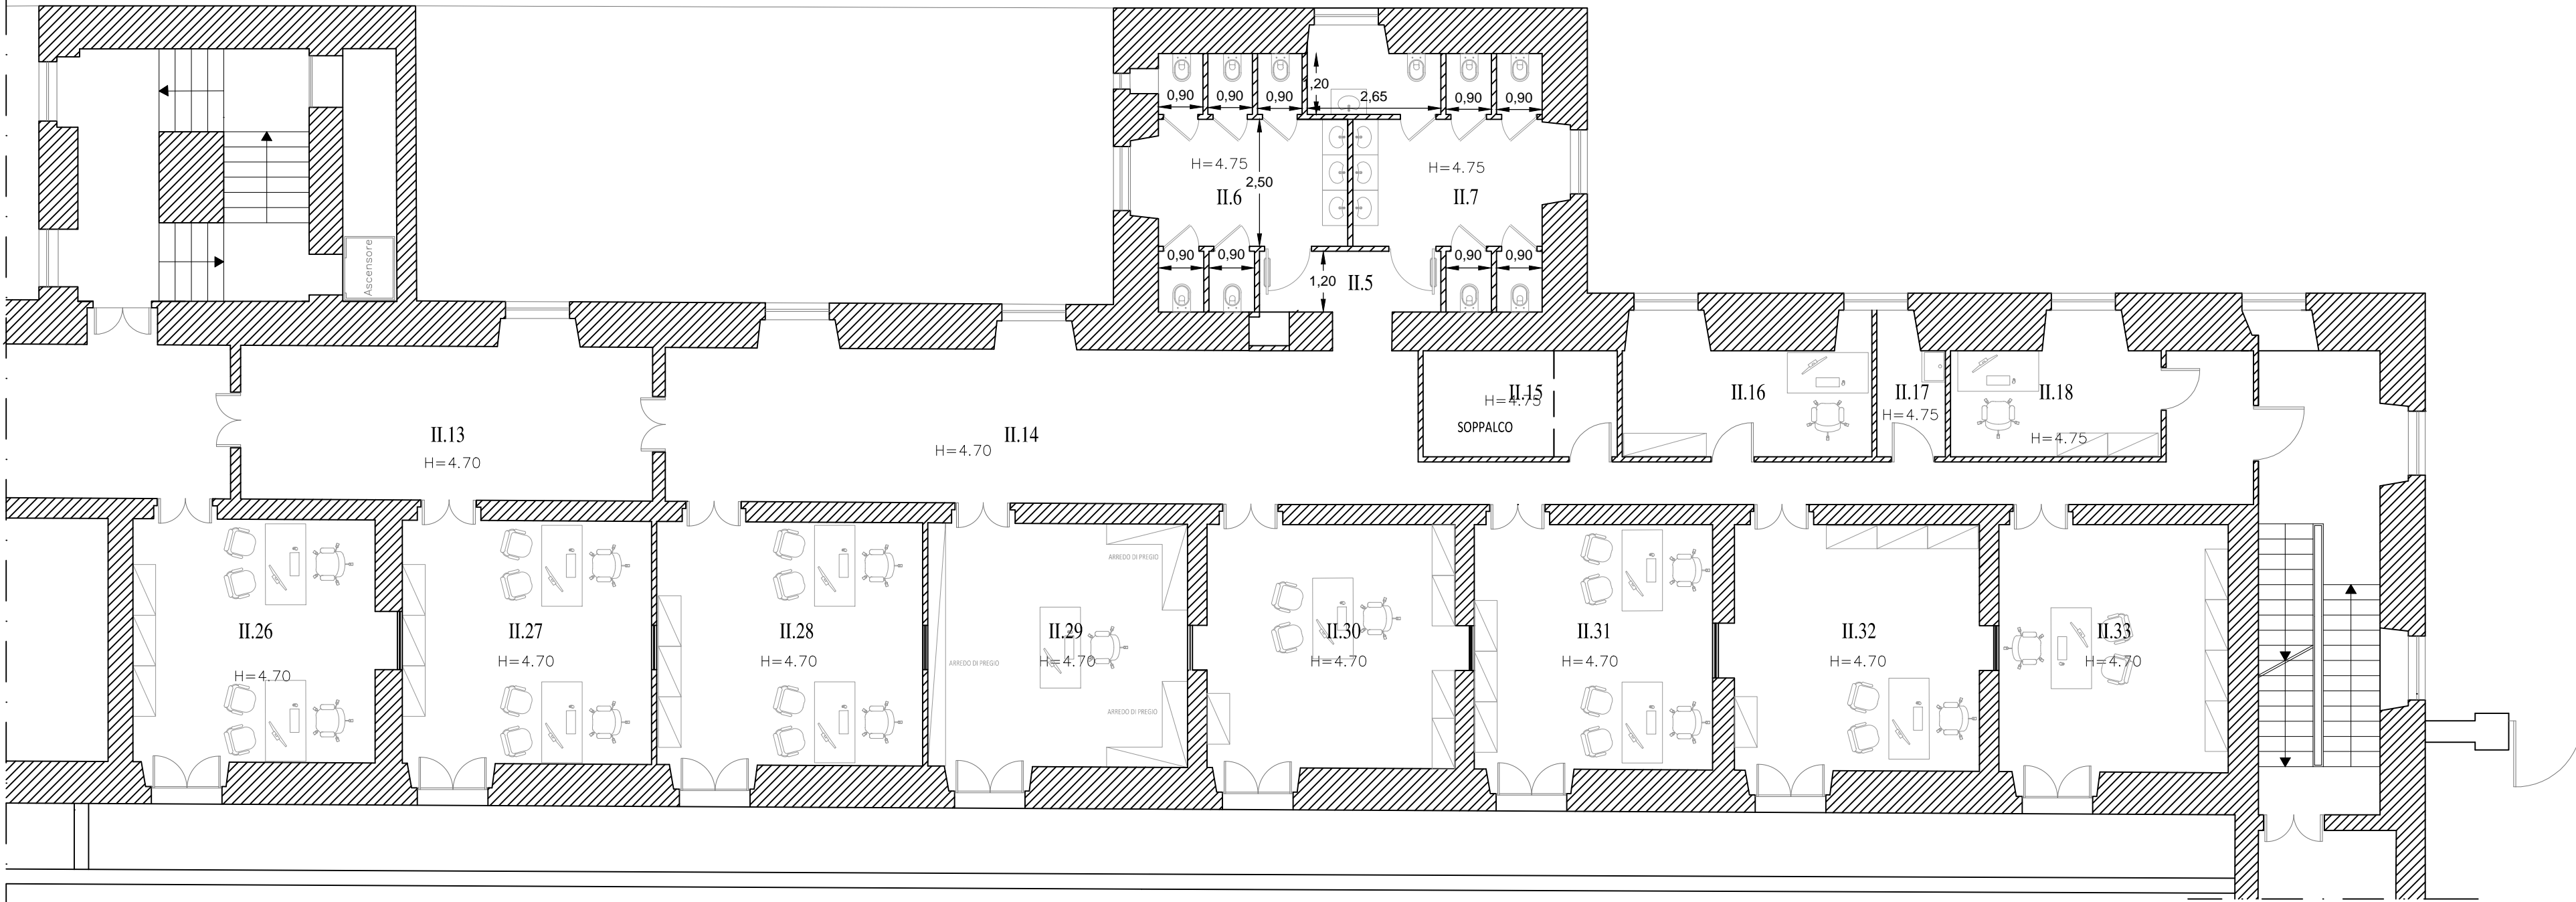 0,90
0,90
0,90
,20
2,65
0,90
0,90
H=4.75
2,50
H=4.75
II.6
II.7
0,90
0,90
0,90
0,90
1,20
II.5
Ascensore
II.13
H=4.70
II.14
H=4.70
II.15
H=4.75
SOPPALCO
II.16
II.17
H=4.75
II.18
H=4.75
ARREDO DI PREGIO
II.26
H=4.70
II.27
H=4.70
II.28
H=4.70
II.29
H=4.70
ARREDO DI PREGIO
ARREDO DI PREGIO
II.30
H=4.70
II.31
H=4.70
II.32
H=4.70
II.33
H=4.70